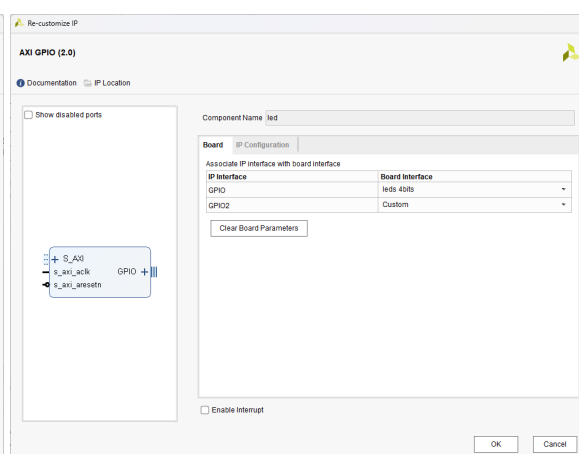 Re-customize IP
AXI GPIO (2.0)
Documentation IP Location
Show disabled ports
S_AXI
s_axi_aclk GPIO
s_axi_aresetn
Component Name led
Board IP Configuration
Associate IP interface with board interface
IP Interface Board Interface
GPIO leds 4bits
GPIO2 Custom
Clear Board Parameters
Enable Interrupt
OK Cancel